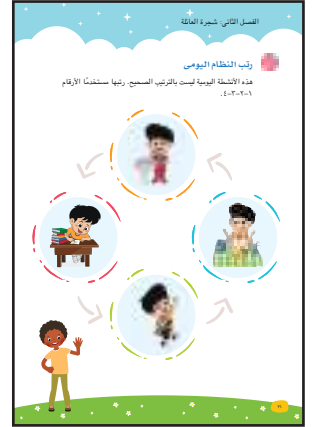 الفصل الثاني: شجرة العائلة
رتب النظام اليومى
هذه الأنشطة اليومية ليست بالترتيب الصحيح. رتبها مستخدمًا الأرقام
١-٢-٣-٤.